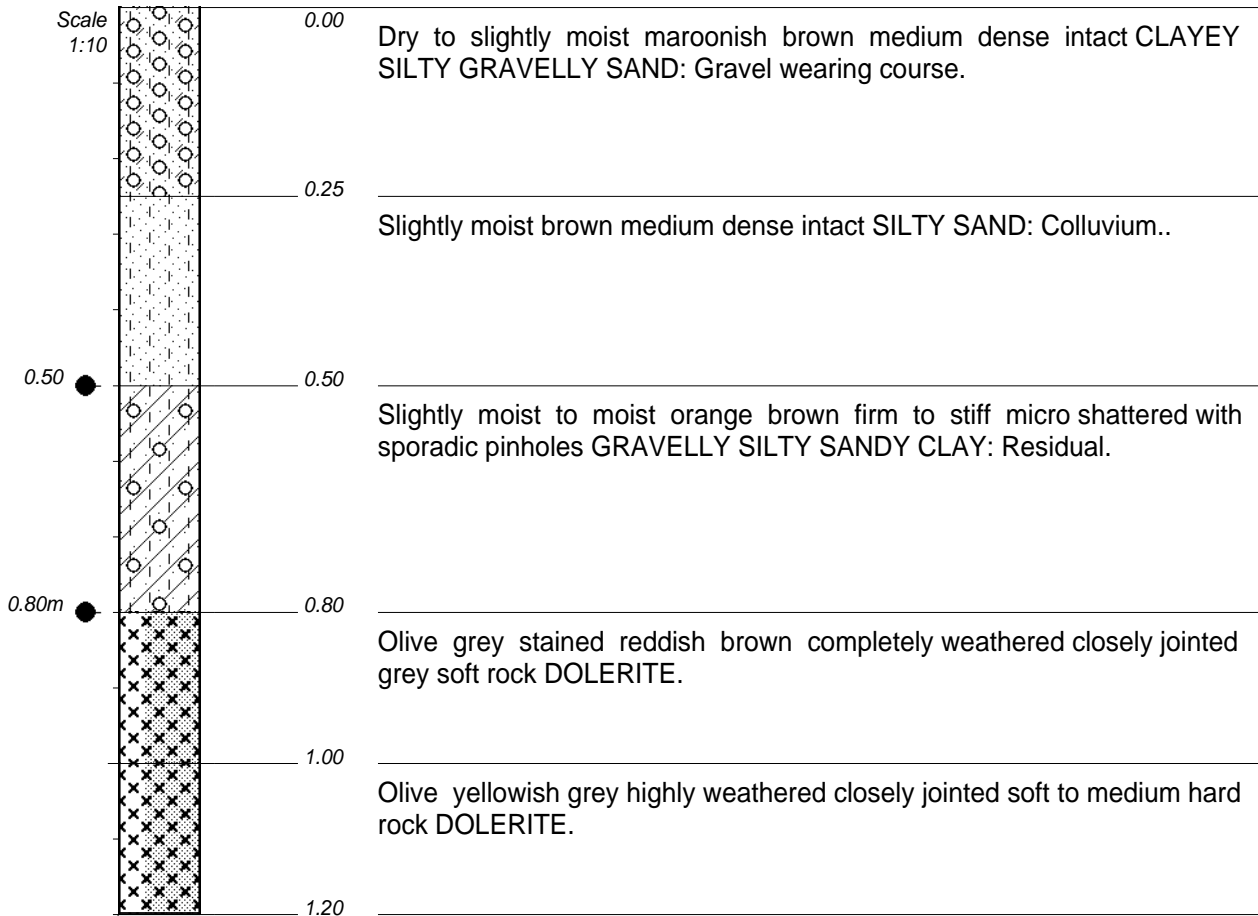 Scale
1:10
0.00
Dry to slightly moist maroonish brown medium dense intact CLAYEY
SILTY GRAVELLY SAND: Gravel wearing course.
0.25
Slightly moist brown medium dense intact SILTY SAND: Colluvium..
0.50
0.50
Slightly moist to moist orange brown firm to stiff micro shattered with
sporadic pinholes GRAVELLY SILTY SANDY CLAY: Residual.
0.80m
0.80
Olive grey stained reddish brown completely weathered closely jointed
grey soft rock DOLERITE.
1.00
Olive yellowish grey highly weathered closely jointed soft to medium hard
rock DOLERITE.
1.20